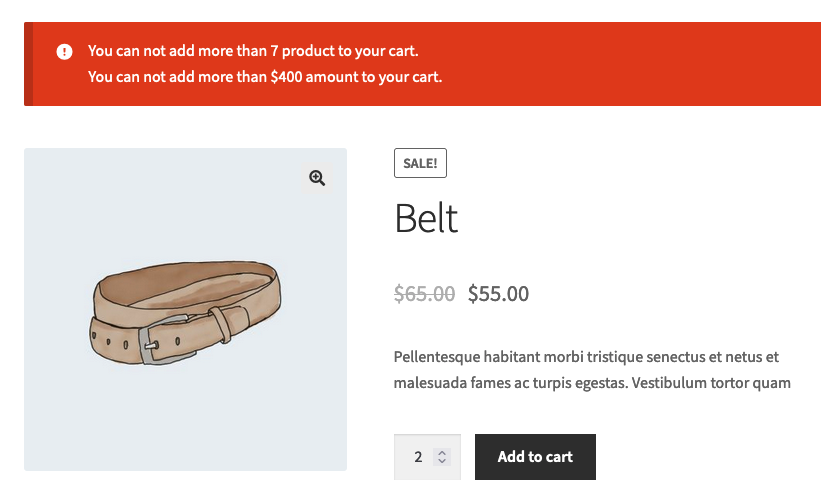 You can not add more than 7 product to your cart.
You can not add more than $400 amount to your cart.
SALE!
Belt
$65.00 $55.00
Pellentesque habitant morbi tristique senectus et netus et
malesuada fames ac turpis egestas. Vestibulum tortor quam
2 Add to cart